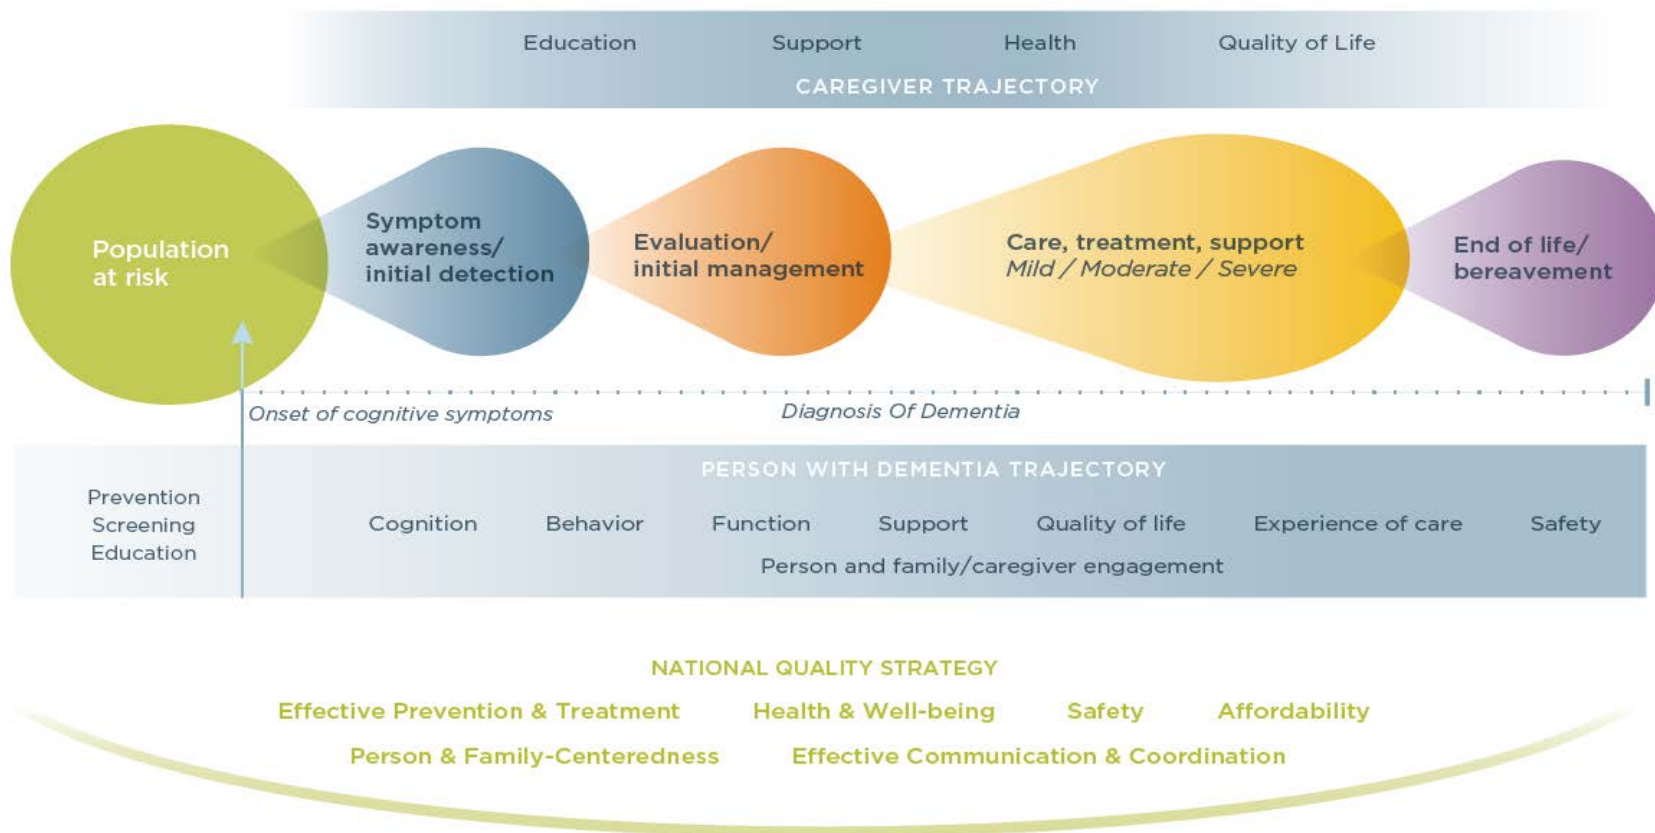 Education Support Health Quality of Life
CAREGIVER TRAJECTORY
Population
at risk
Symptom
awareness/
initial detection
Evaluation/
initial management
Care, treatment, support
Mild / Moderate / Severe
End of life/
bereavement
Onset of cognitive symptoms
Diagnosis Of Dementia
PERSON WITH DEMENTIA TRAJECTORY
Prevention
Screening
Education
Cognition Behavior Function Support Quality of life Experience of care Safety
Person and family/caregiver engagement
NATIONAL QUALITY STRATEGY
Effective Prevention & Treatment Health & Well-being Safety Affordability
Person & Family-Centeredness Effective Communication & Coordination